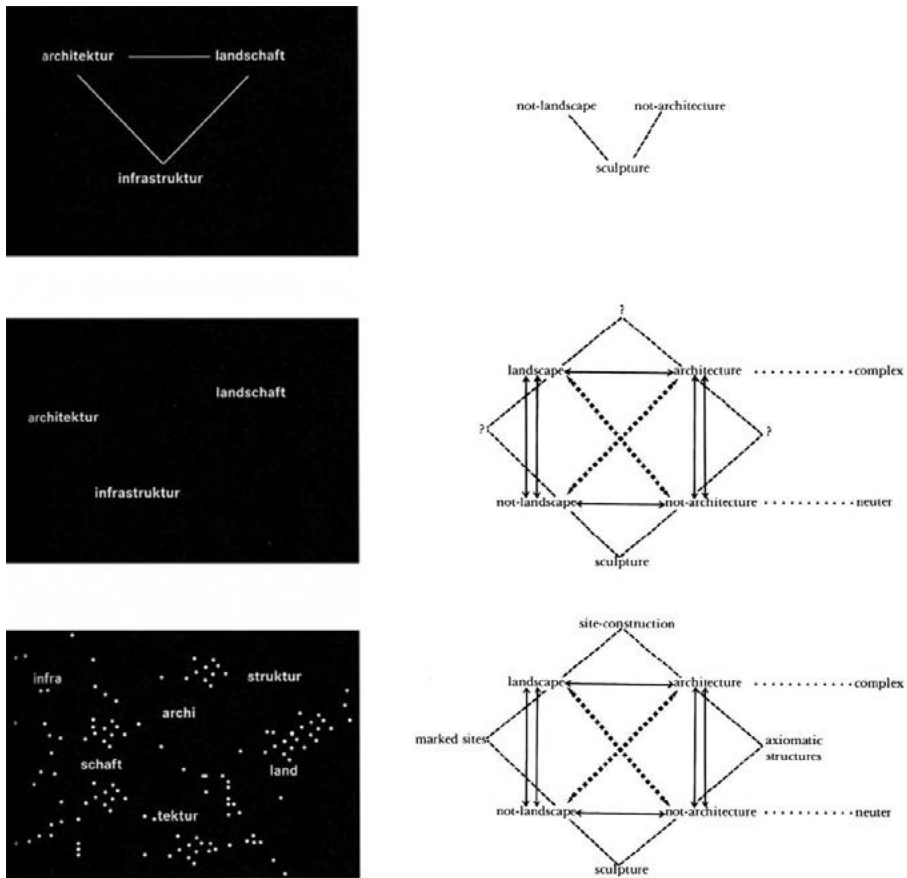 architektur landschaft
infrastruktur
not-landscape not-architecture
sculpture
landschaft
architektur
infrastruktur
?
landscape architecture complex
? ?
not-landscape not-architecture neuter
sculpture
infra struktur
archi
schaft land
tektur
site-construction
landscape architecture complex
marked sites axiomatic
structures
not-landscape not-architecture neuter
sculpture